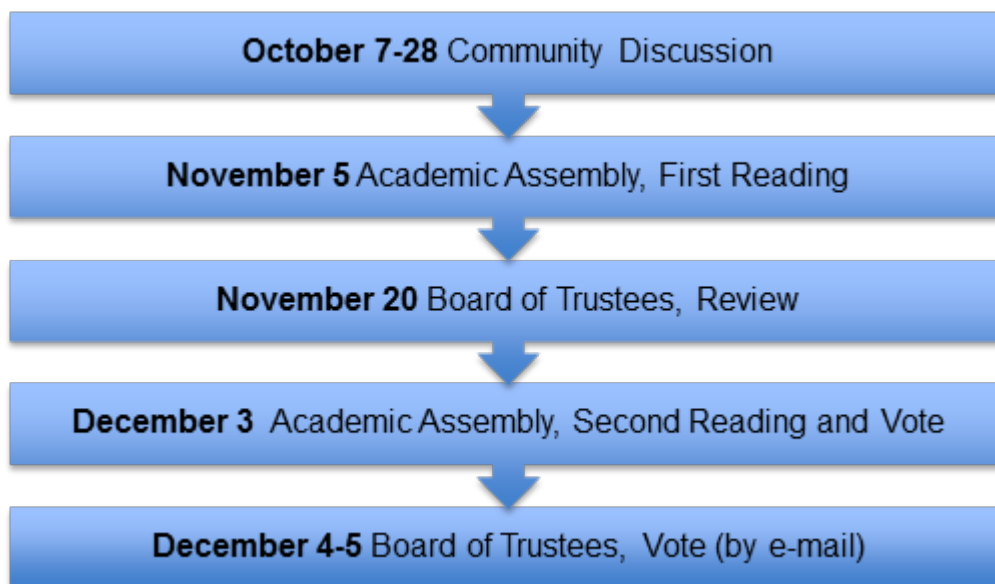 October 7-28 Community Discussion
November 5 Academic Assembly, First Reading
November 20 Board of Trustees, Review
December 3 Academic Assembly, Second Reading and Vote
December 4-5 Board of Trustees, Vote (by e-mail)